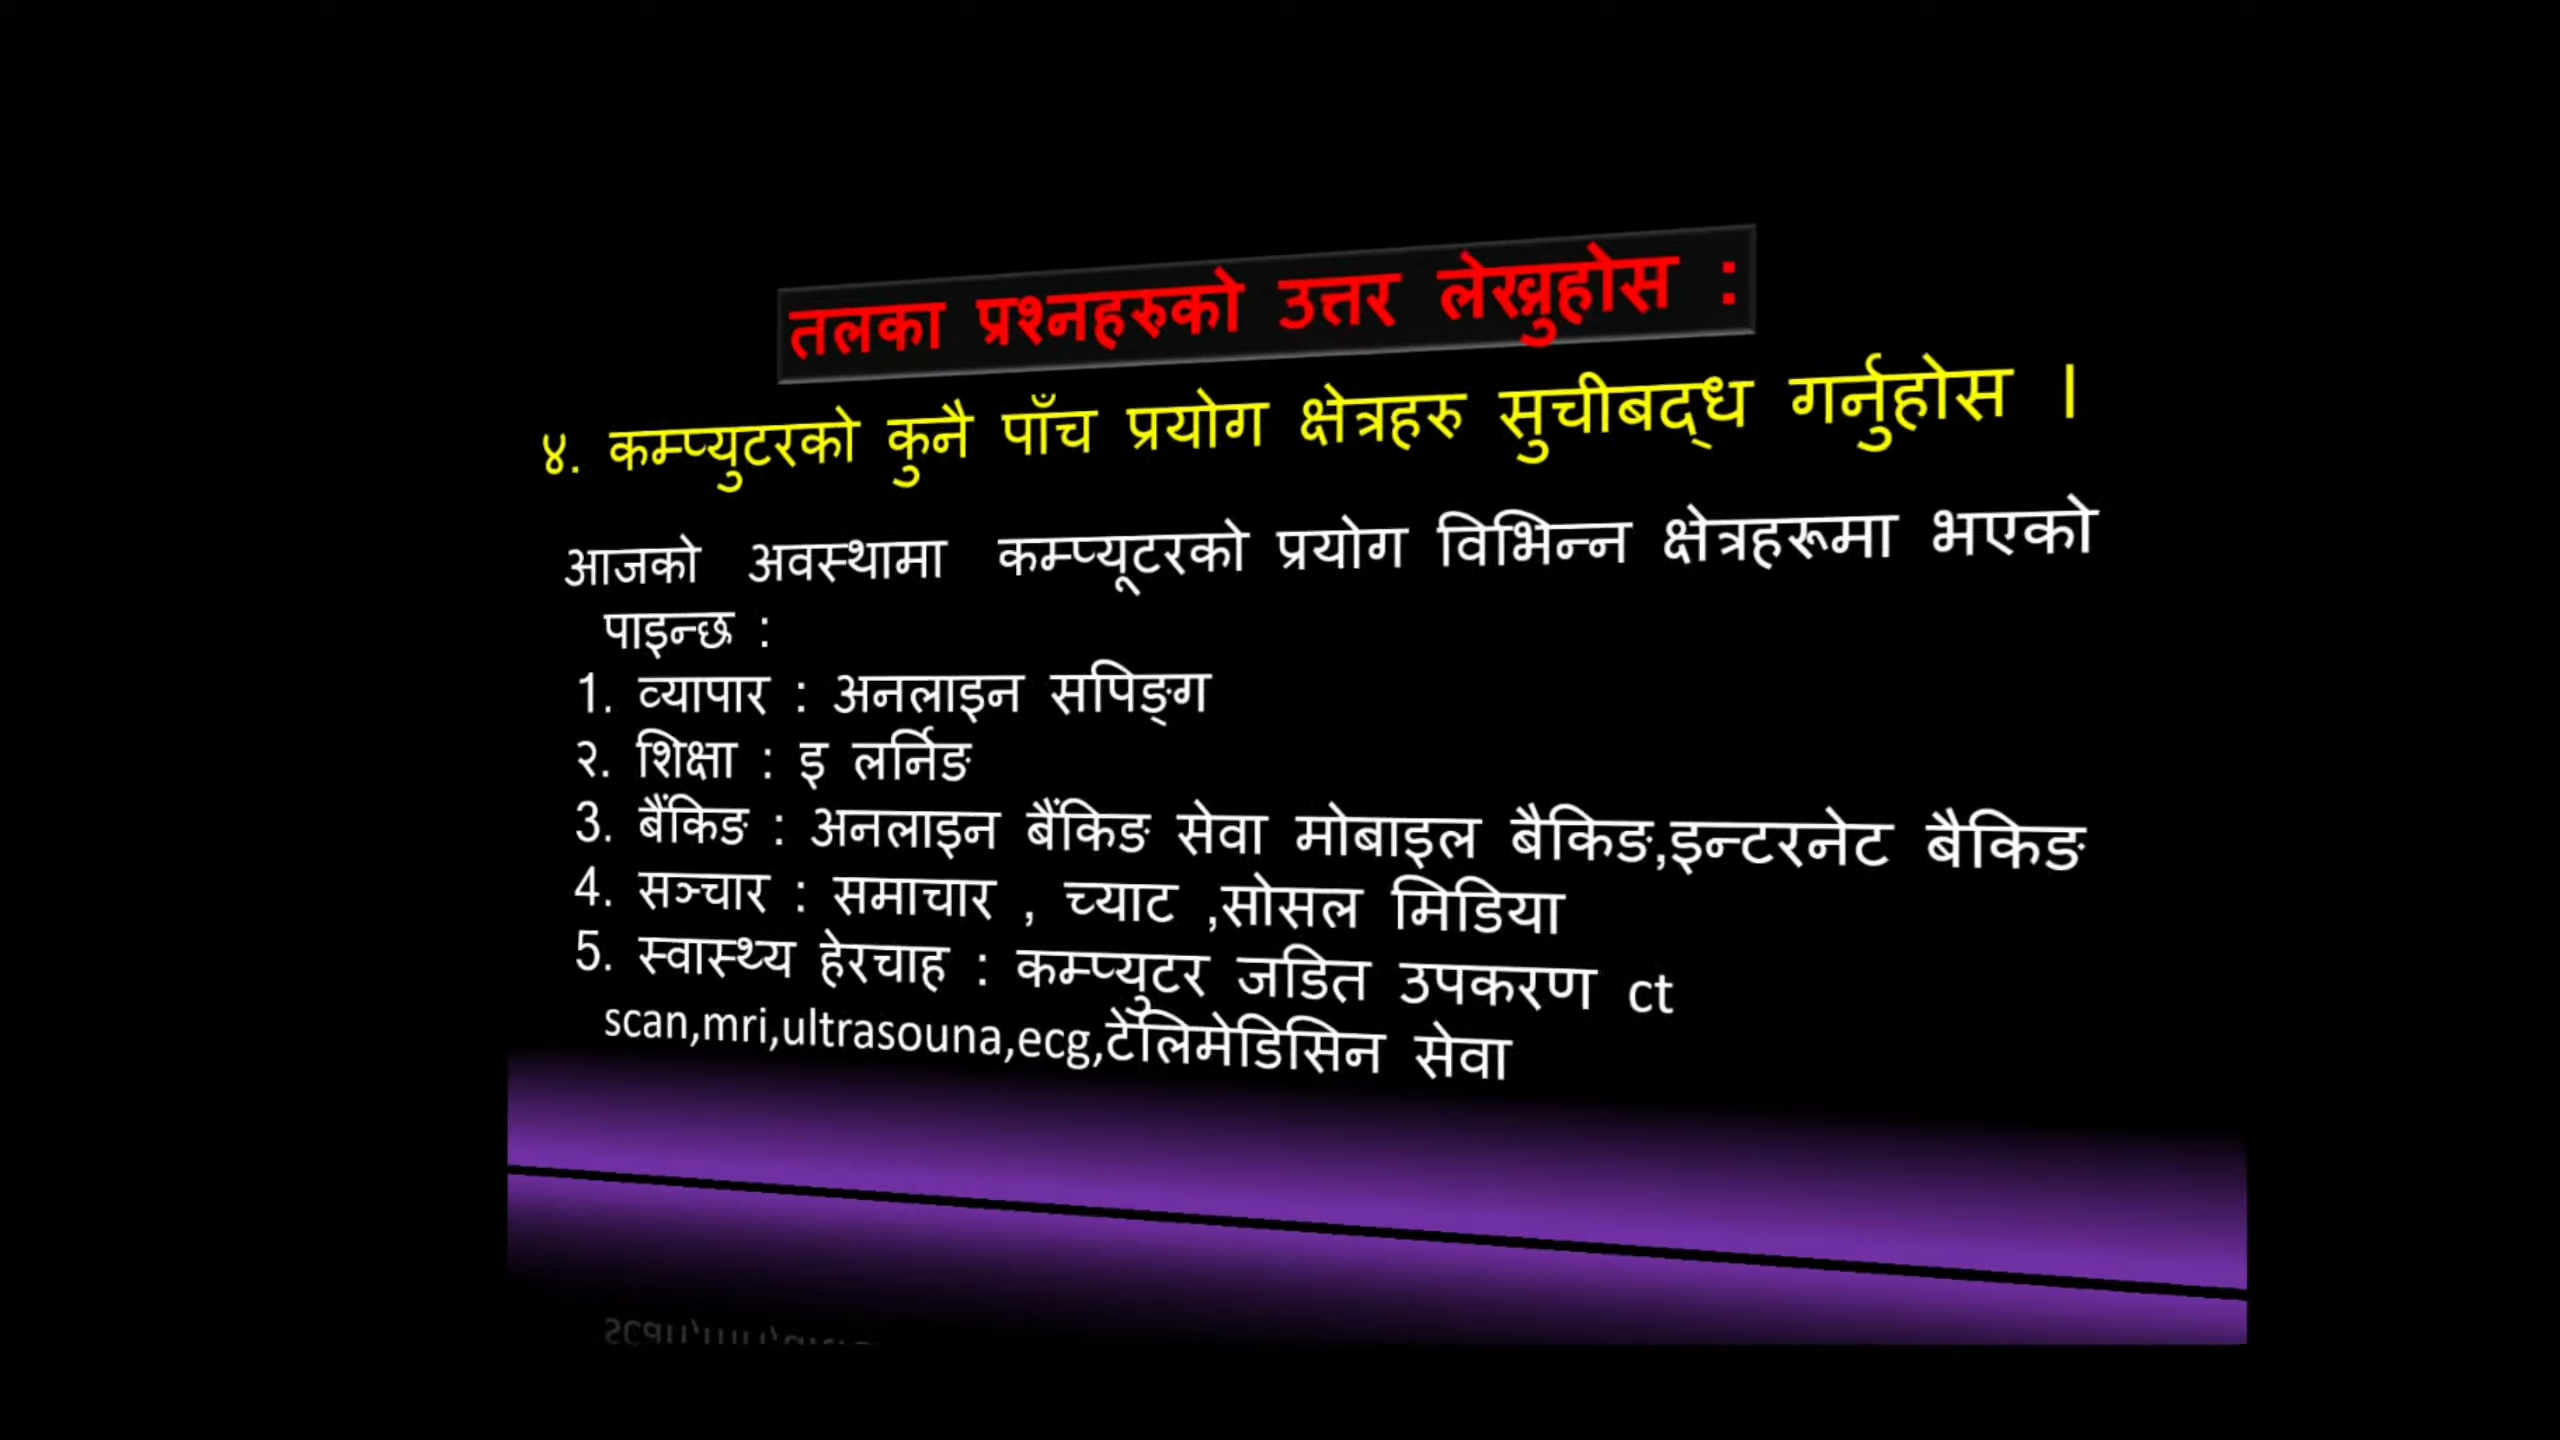 तलका प्रश्नहरुको उत्तर लेख्नुहोस :
४. कम्प्युटरको कुनै पाँच प्रयोग क्षेत्रहरु सुचीबद्ध गर्नुहोस ।
आजको अवस्थामा कम्प्यूटरको प्रयोग विभिन्न क्षेत्रहरूमा भएको
पाइन्छ :
1. व्यापार : अनलाइन सपिङ्ग
२. शिक्षा : इ लर्निङ
3. बैंकिङ : अनलाइन बैंकिङ सेवा मोबाइल बैकिङ,इन्टरनेट बैकिङ
4. सञ्चार : समाचार , च्याट ,सोसल मिडिया
5. स्वास्थ्य हेरचाह : कम्प्युटर जडित उपकरण ct
scan,mri,ultrasouna,ecg,टेलिमेडिसिन सेवा